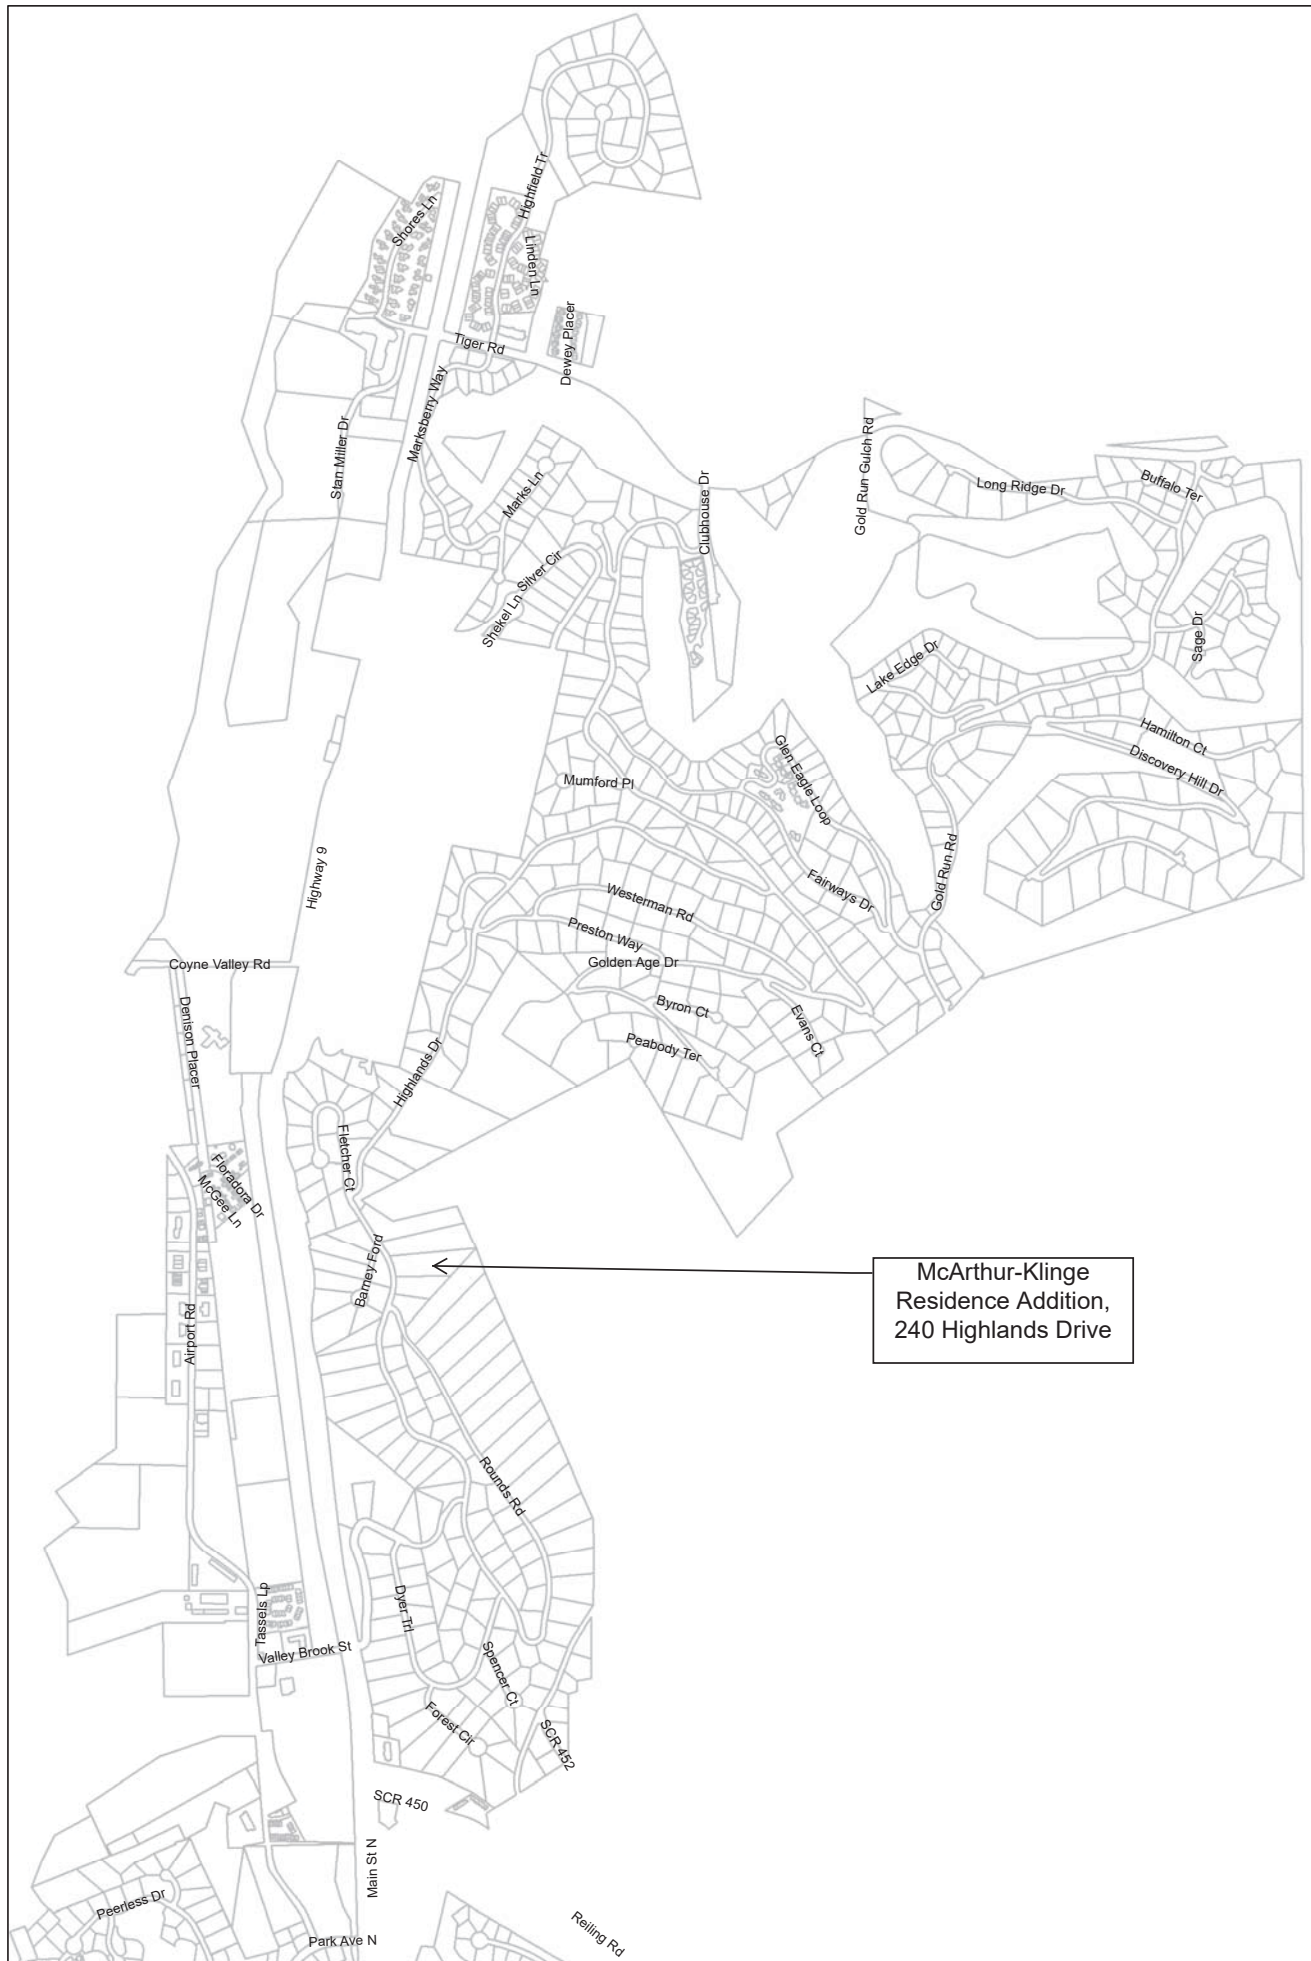 Highfield Tr
Shores Ln
Linden Ln
Dewey Placer
Tiger Rd
Marksberry Way
Stan Miller Dr
Gold Run Gulch Rd
Long Ridge Dr
Buffalo Ter
Marks Ln
Clubhouse Dr
Silver Cir
Shekel Ln
Sage Dr
Lake Edge Dr
Hamilton Ct
Discovery Hill Dr
Glen Eagle Loop
Mumford Pl
Highway 9
Fairways Dr
Gold Run Rd
Westerman Rd
Preston Way
Golden Age Dr
Coyne Valley Rd
Byron Ct
Evans Ct
Peabody Ter
Denison Placer
Highlands Dr
Fletcher Ct
Floradora Dr
McGee Ln
Barney Ford
McArthur-Klinge
Residence Addition,
240 Highlands Drive
Airport Rd
Rounds Rd
Dyer Trl
Tassels Lp
Valley Brook St
Spencer Ct
Forest Cir
SCR 452
SCR 450
Main St N
Peerless Dr
Park Ave N
Reiling Rd